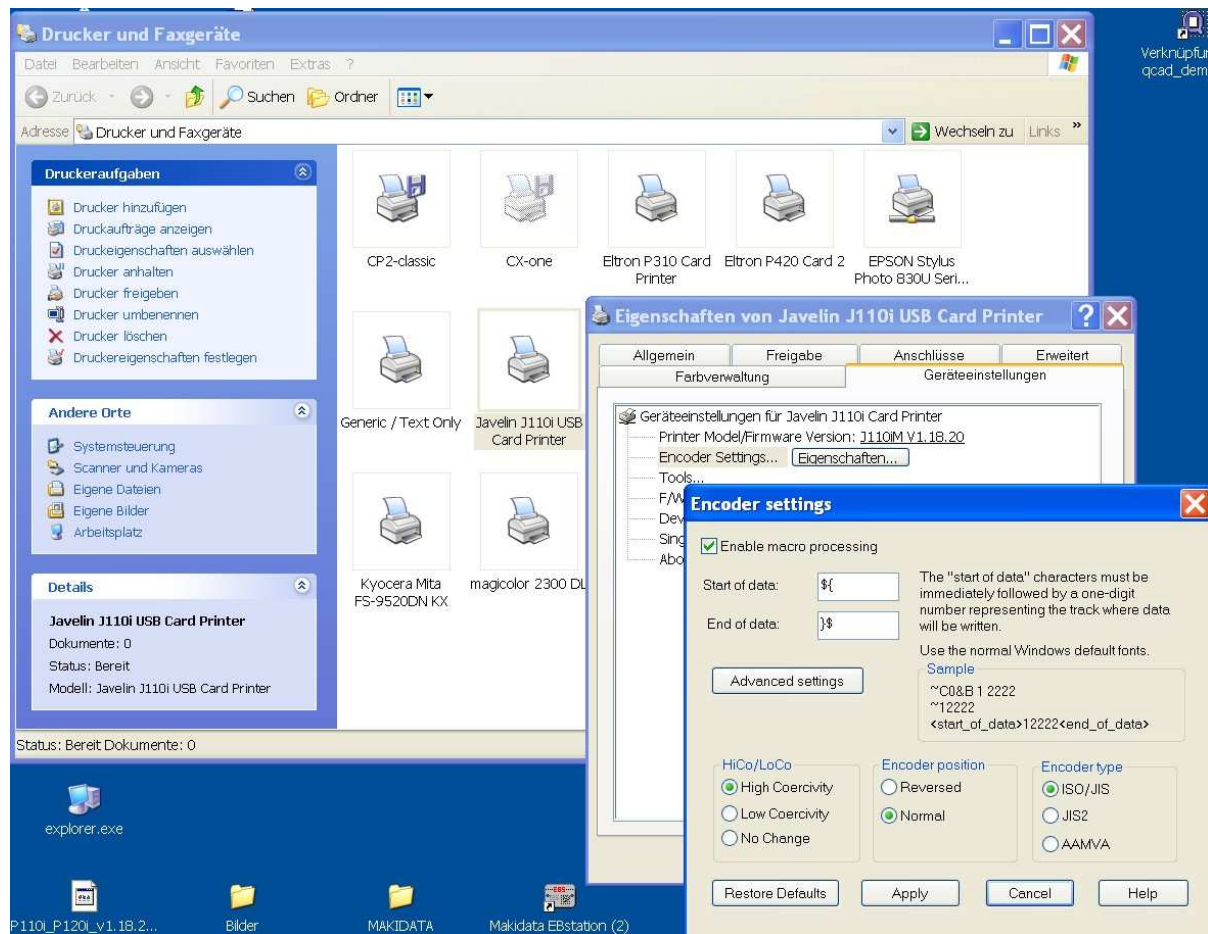 Drucker und Faxgeräte
Datei Bearbeiten Ansicht Favoriten Extras ?
Zurück Suchen Ordner
Adresse Drucker und Faxgeräte Wechseln zu Links »
Druckeraufgaben
Drucker hinzufügen
Druckaufträge anzeigen
Druckeigenschaften auswählen
Drucker anhalten
Drucker freigeben
Drucker umbenennen
Drucker löschen
Druckereigenschaften festlegen
Andere Orte
Systemsteuerung
Scanner und Kameras
Eigene Dateien
Eigene Bilder
Arbeitsplatz
Details
Javelin J110i USB Card Printer
Dokumente: 0
Status: Bereit
Modell: Javelin J110i USB Card Printer
Status: Bereit Dokumente: 0
CP2-classic
CX-one
Eltron P310 Card
Printer
Eltron P420 Card 2
EPSON Stylus
Photo 830U Seri...
Generic / Text Only
Javelin J110i USB
Card Printer
Kyocera Mita
FS-9520DN KX
magicolor 2300 DL
Eigenschaften von Javelin J110i USB Card Printer ?
Allgemein Freigabe Anschlüsse Erweitert
Farbverwaltung Geräteeinstellungen
Geräteeinstellungen für Javelin J110i Card Printer
Printer Model/Firmware Version: J110iM V1.18.20
Encoder Settings... Eigenschaften...
Tools...
F/W
Dev
Sing
Abo
Encoder settings
Enable macro processing
Start of data: ${
End of data: }$
The "start of data" characters must be
immediately followed by a one-digit
number representing the track where data
will be written.
Use the normal Windows default fonts.
Advanced settings
Sample
~C0&B 1 2222
~12222
<start_of_data>12222<end_of_data>
HiCo/LoCo
High Coercivity
Low Coercivity
No Change
Encoder position
Reversed
Normal
Encoder type
ISO/JIS
JIS2
AAMVA
Restore Defaults Apply Cancel Help
Verknüpfu
qcad_dem
explorer.exe
P110i_P120i_v1.18.2...
Bilder
MAKIDATA
EBS
Makidata EBstation (2)